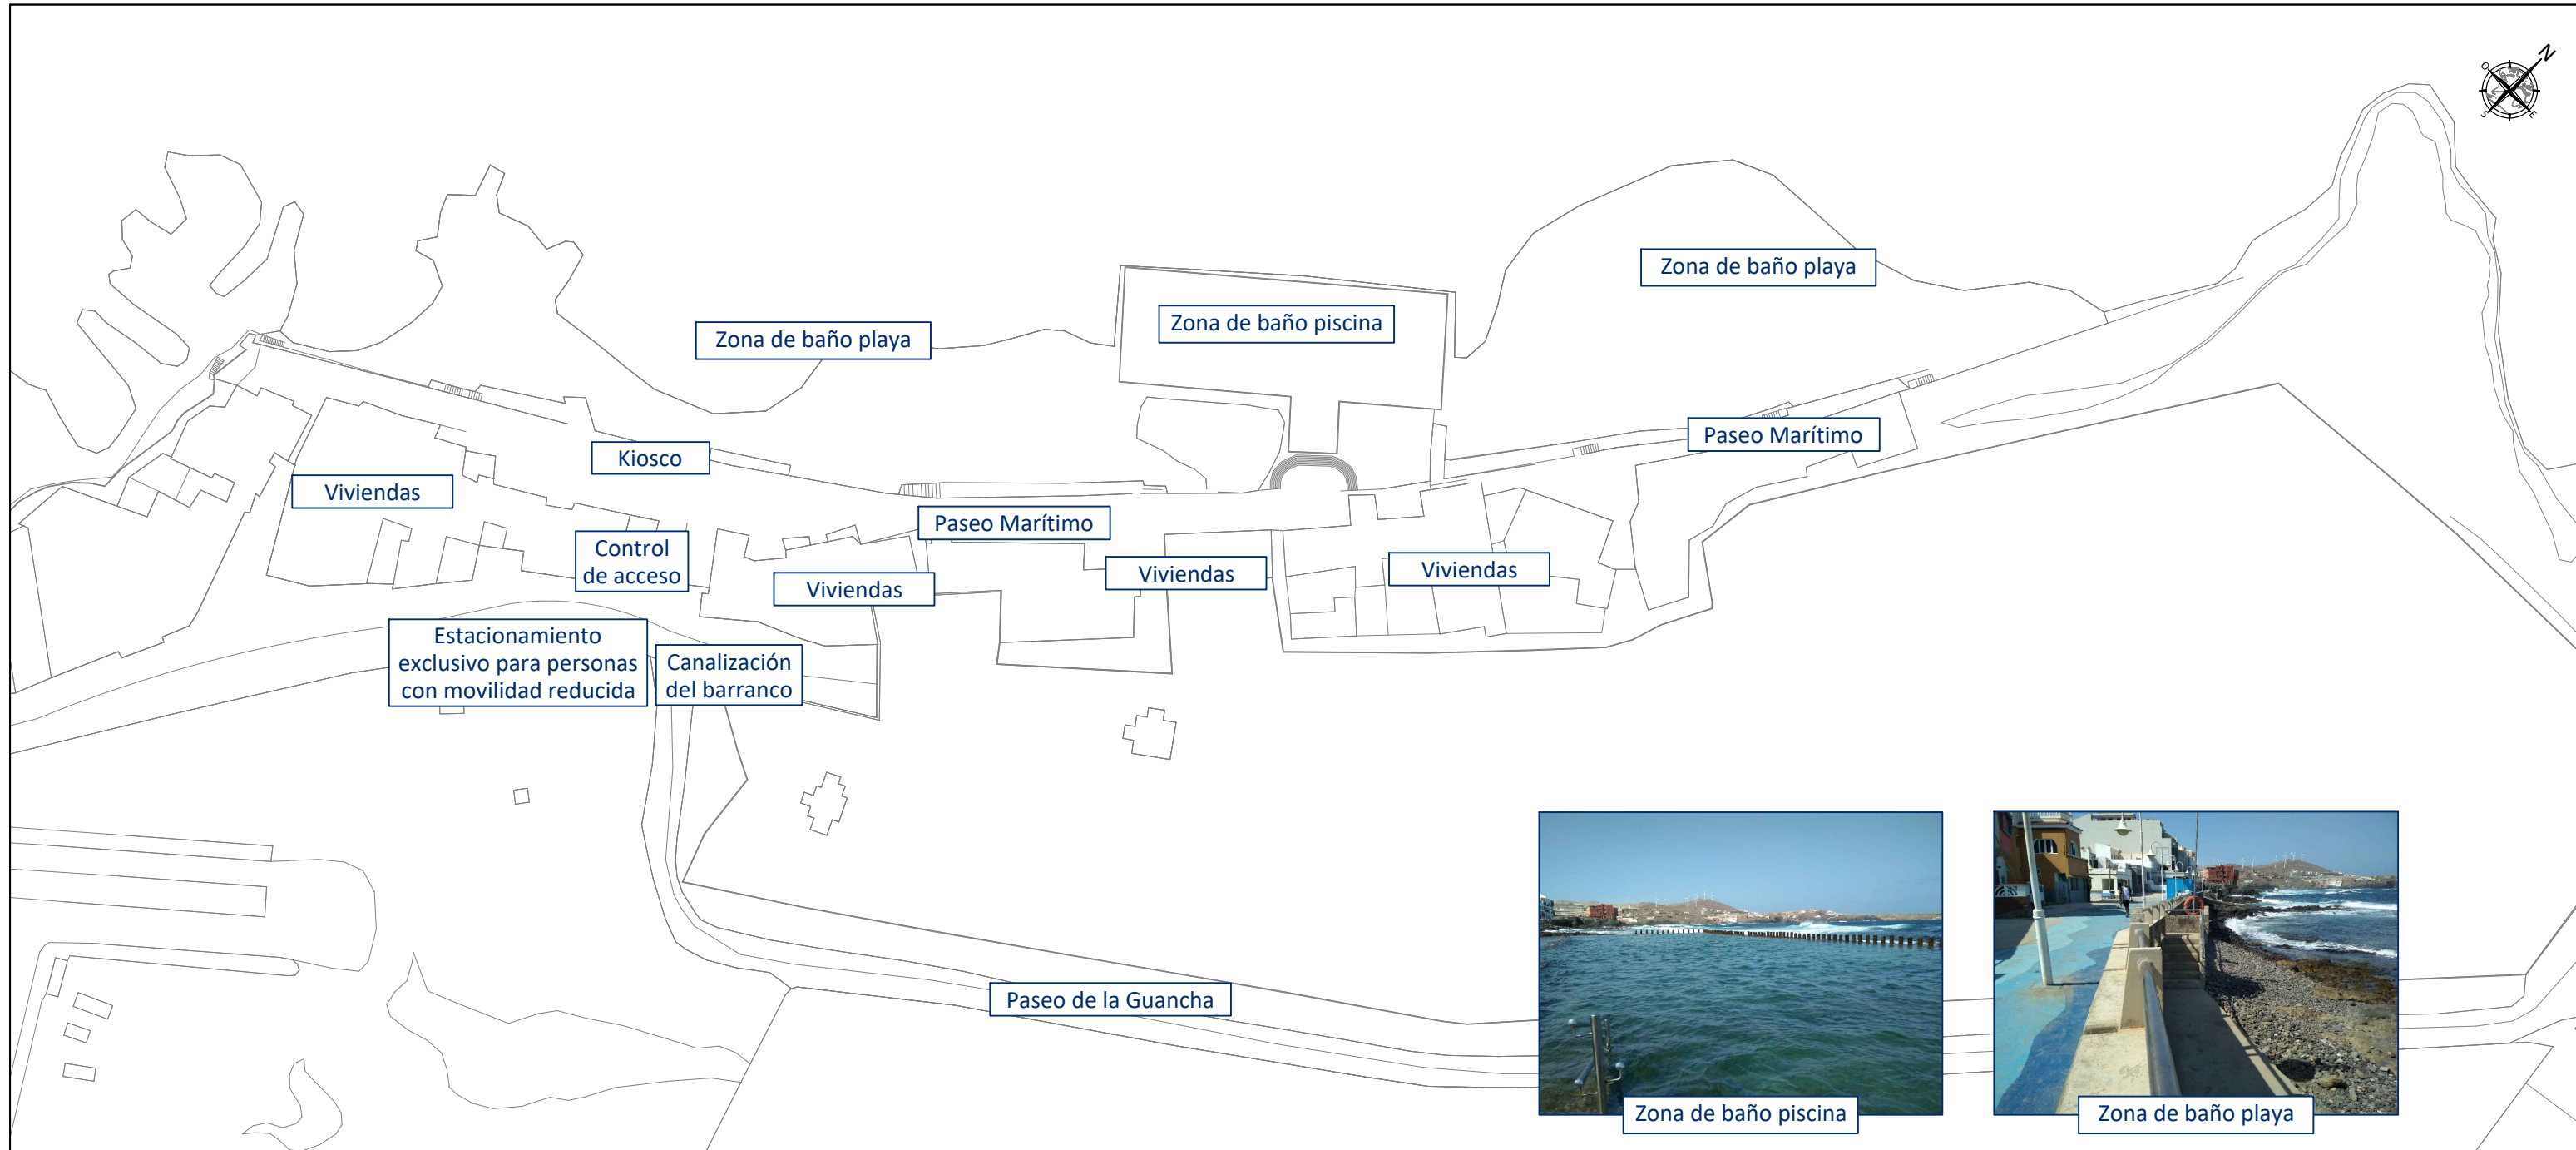 N
O
S
E
Zona de baño playa
Zona de baño piscina
Zona de baño playa
Paseo Marítimo
Kiosco
Viviendas
Paseo Marítimo
Control
de acceso
Viviendas
Viviendas
Viviendas
Estacionamiento
exclusivo para personas
con movilidad reducida
Canalización
del barranco
Paseo de la Guancha
Zona de baño piscina
Zona de baño playa